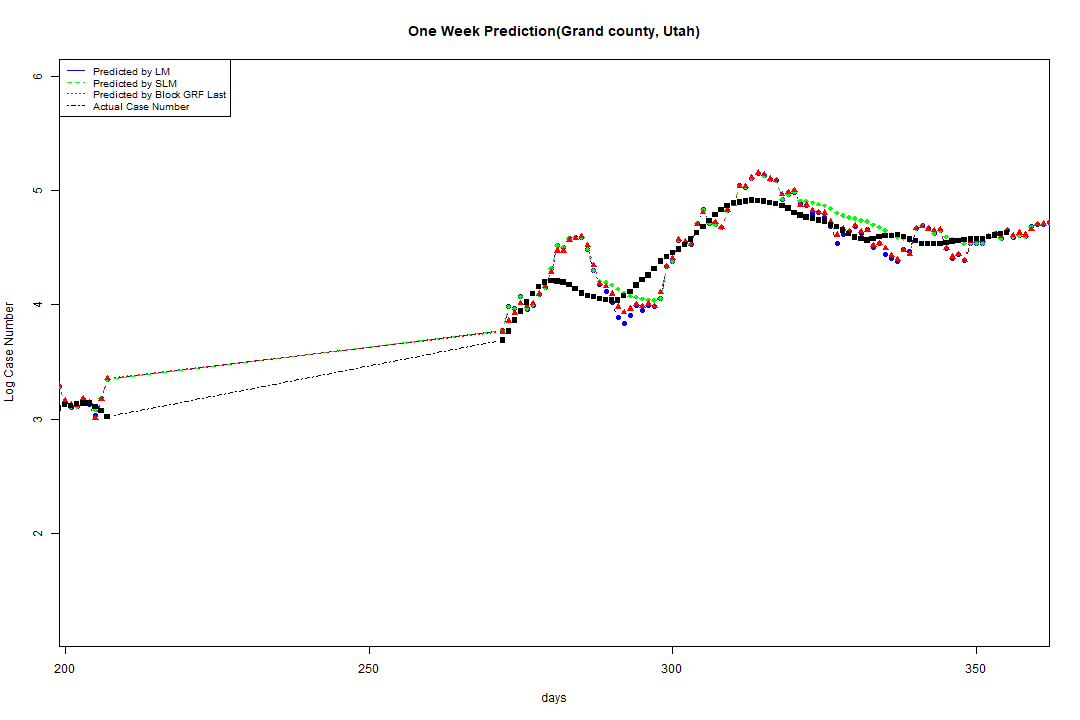 One Week Prediction(Grand county, Utah)
Predicted by LM
Predicted by SLM
Predicted by Block GRF Last
Actual Case Number
6
5
4
3
2
Log Case Number
200 250 300 350
days